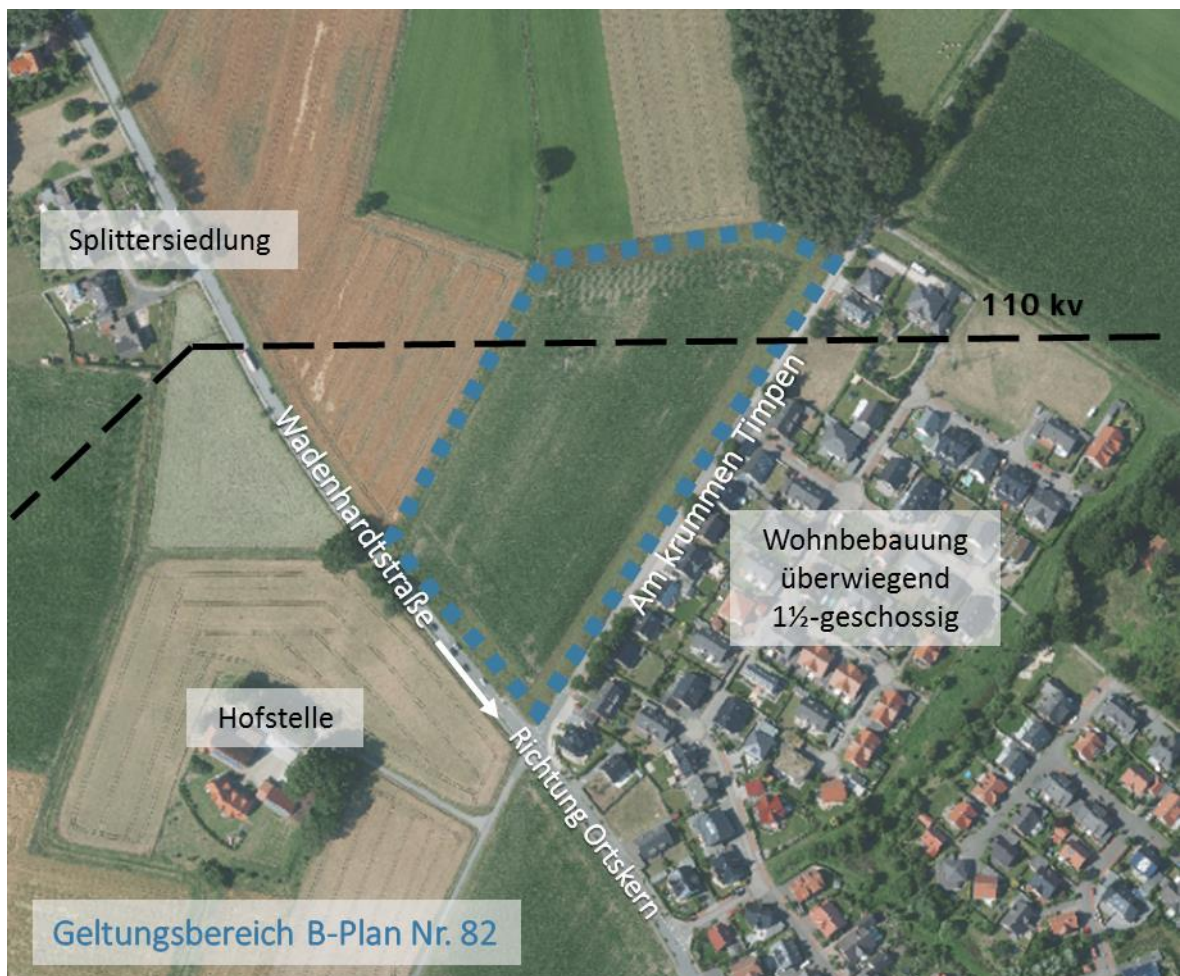 Splittersiedlung
110 kv
Wadenhardtstraße
Am krummen Timpen
Wohnbebauung
überwiegend
1½-geschossig
Hofstelle
Richtung Ortskern
Geltungsbereich B-Plan Nr. 82